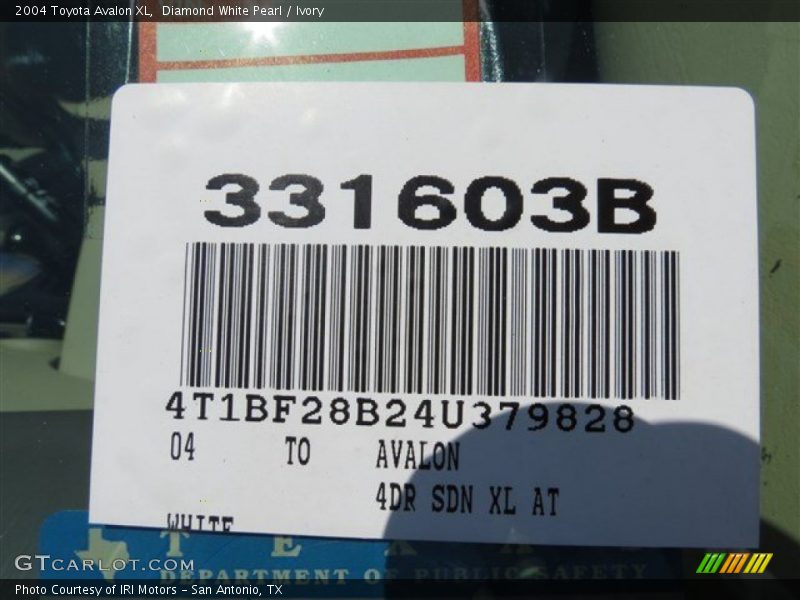 2004 Toyota Avalon XL,  Diamond White Pearl / Ivory
331603B
4T1BF28B24U379828
04 TO AVALON
4DR SDN XL AT
WHITE
TEXAS
DEPARTMENT OF PUBLIC SAFETY
GTCARLOT.COM
Photo Courtesy of IRI Motors – San Antonio, TX